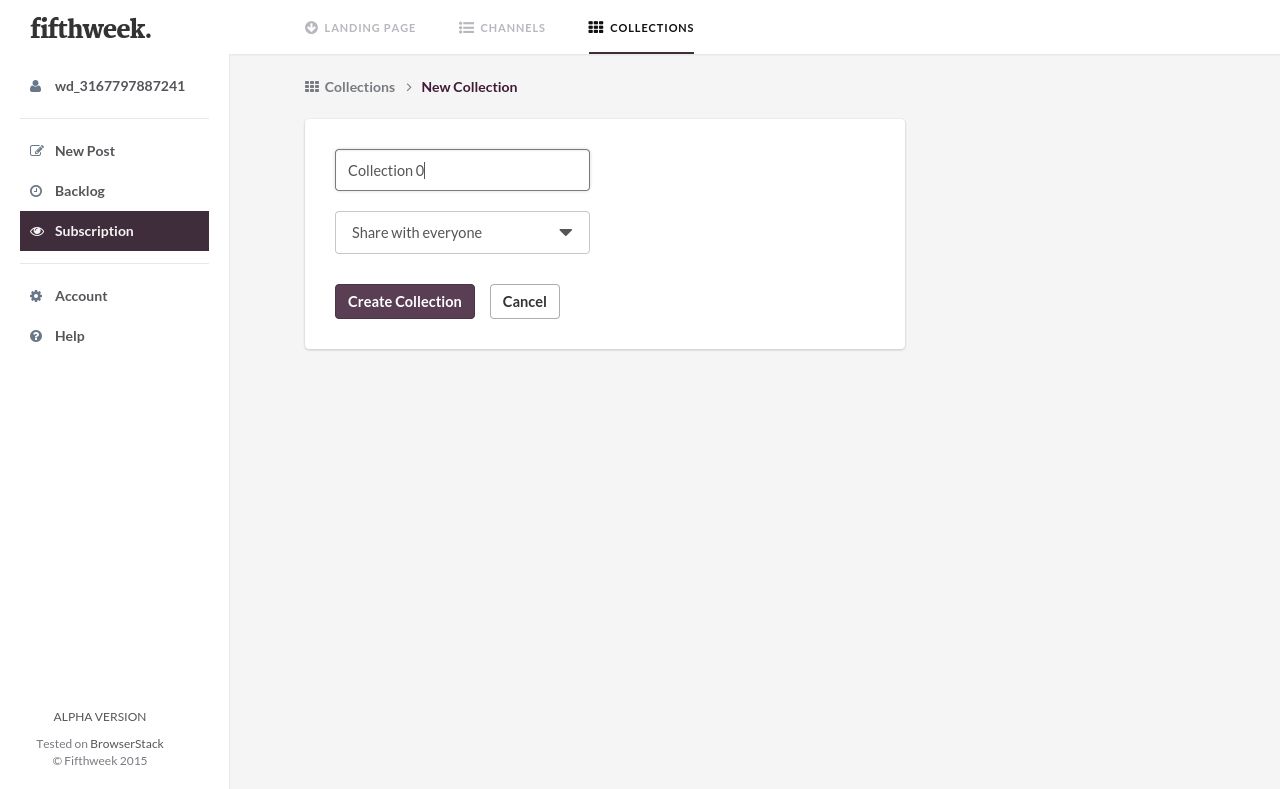 fifthweek.
LANDING PAGE
CHANNELS
COLLECTIONS
wd_3167797887241
New Post
Backlog
Subscription
Account
Help
Collections
New Collection
Collection 0
Share with everyone
Create Collection
Cancel
ALPHA VERSION
Tested on BrowserStack
© Fifthweek 2015